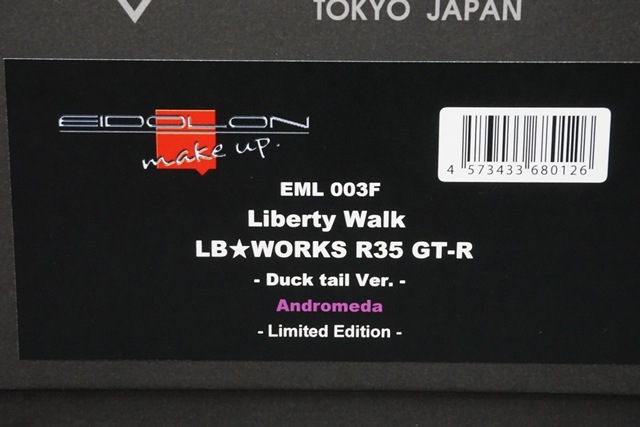 TOKYO JAPAN
EIDOLON
make up.
4 573433 680126
EML 003F
Liberty Walk
LB★WORKS R35 GT-R
- Duck tail Ver. -
Andromeda
- Limited Edition -